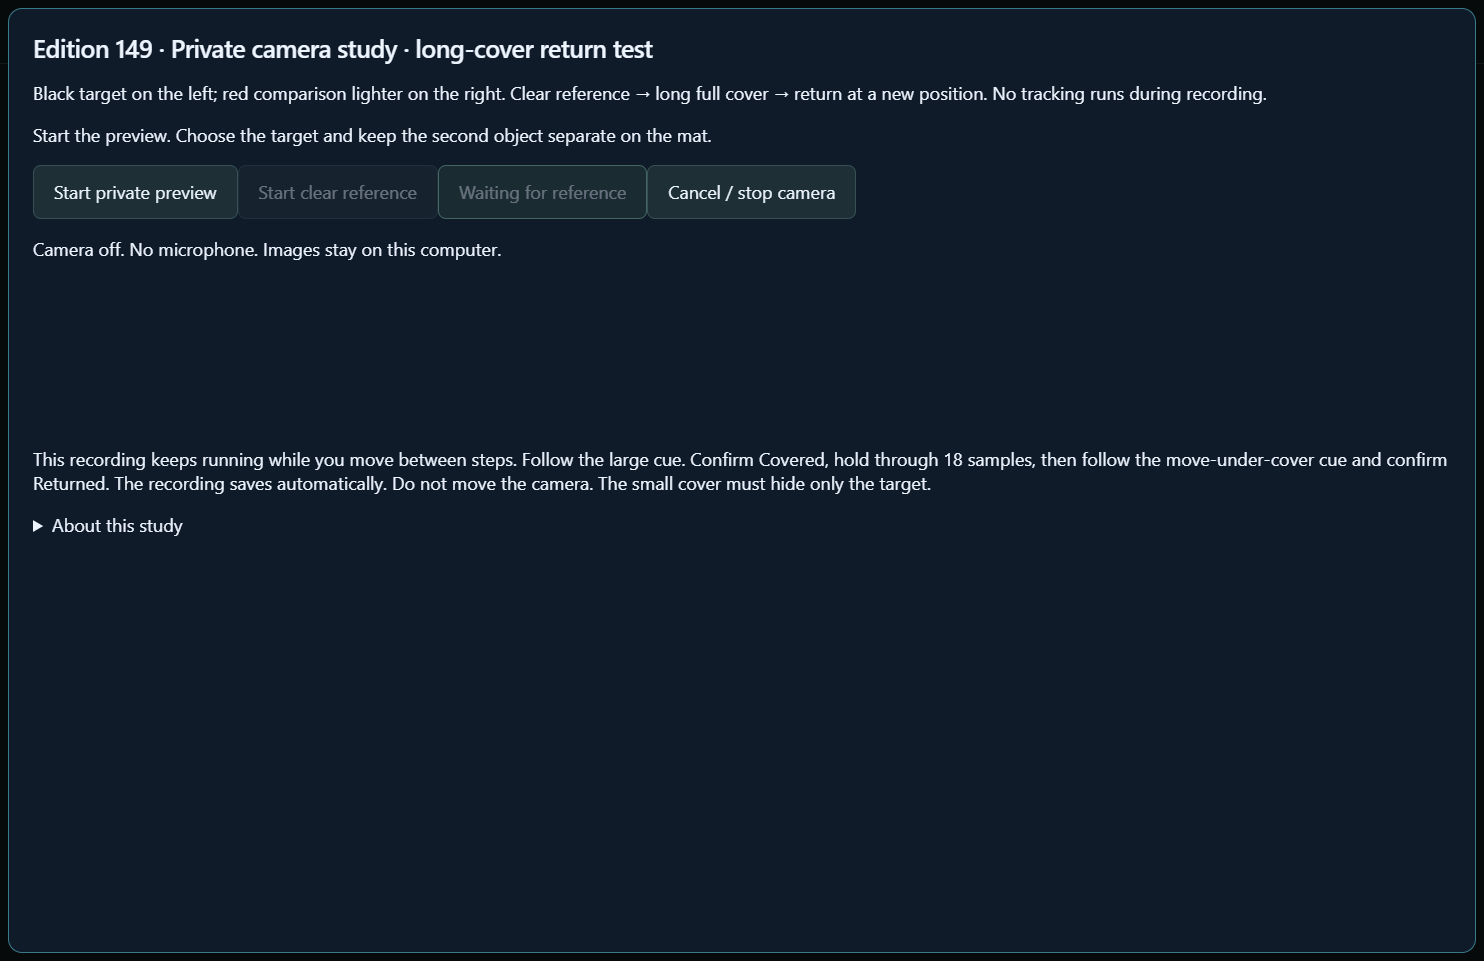 Edition 149 · Private camera study · long-cover return test
Black target on the left; red comparison lighter on the right. Clear reference → long full cover → return at a new position. No tracking runs during recording.
Start the preview. Choose the target and keep the second object separate on the mat.
Start private preview
Start clear reference
Waiting for reference
Cancel / stop camera
Camera off. No microphone. Images stay on this computer.
This recording keeps running while you move between steps. Follow the large cue. Confirm Covered, hold through 18 samples, then follow the move-under-cover cue and confirm
Returned. The recording saves automatically. Do not move the camera. The small cover must hide only the target.
About this study